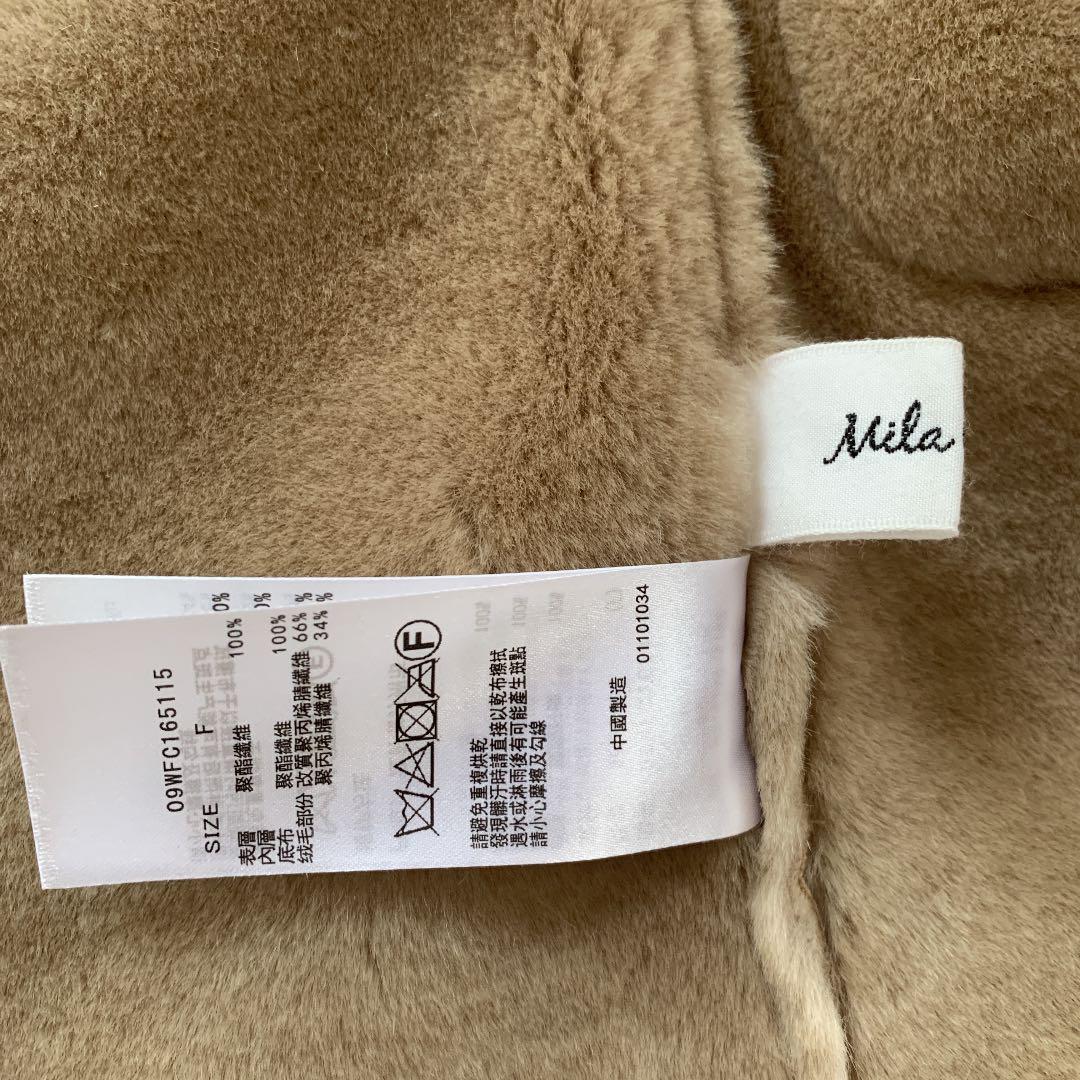 Mila
09WFC165115
SIZE F
表層 聚酯纖維 100%
內層
底布 聚酯纖維 100%
絨毛部份 改質聚丙烯腈纖維 66%
聚丙烯腈纖維 34%
F
請避免重複烘乾
發現髒汙時請直接以乾布擦拭
遇水或淋雨後有可能產生斑點
請小心摩擦及勾線
中國製造 01101034